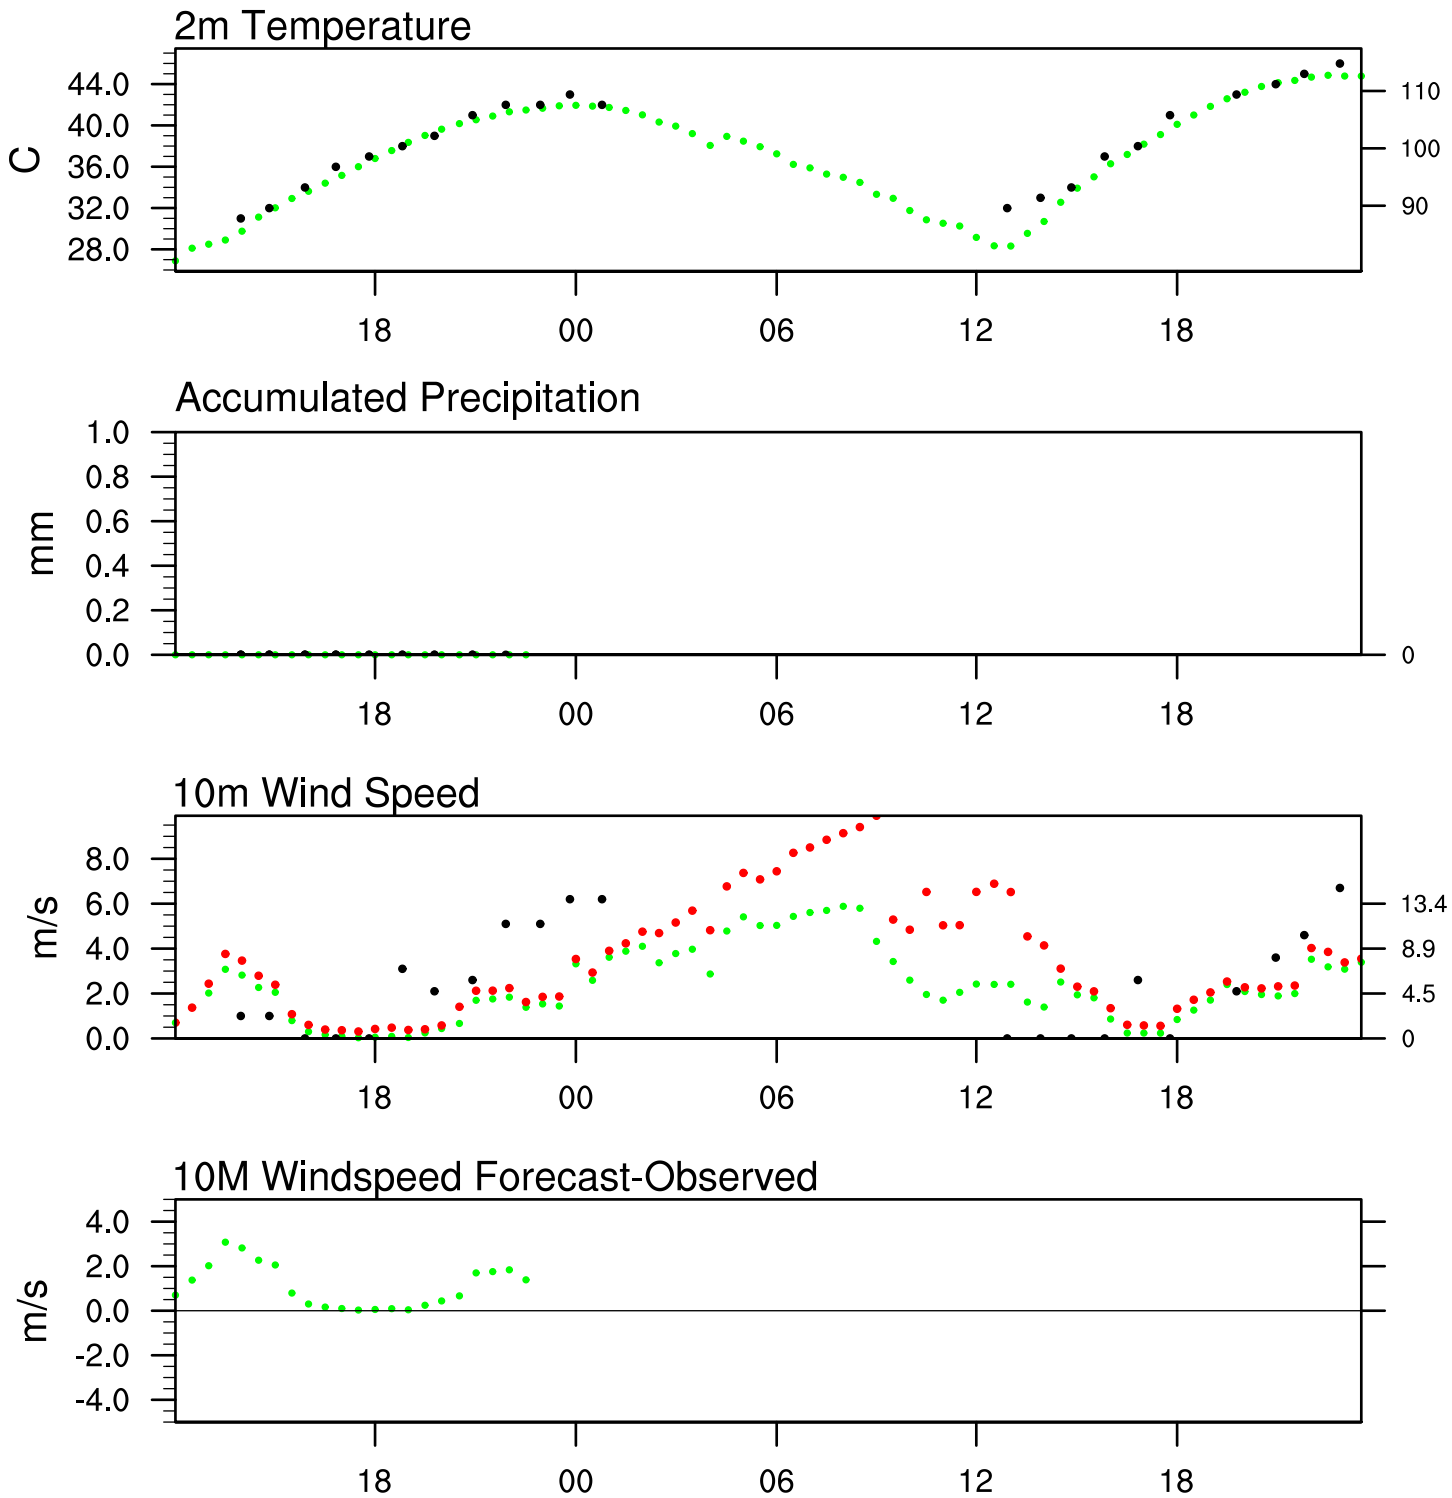 2m Temperature
44.0
40.0
36.0
32.0
28.0
C
110
100
90
18 00 06 12 18
Accumulated Precipitation
1.0
0.8
0.6
0.4
0.2
0.0
mm
0
18 00 06 12 18
10m Wind Speed
8.0
6.0
4.0
2.0
0.0
m/s
13.4
8.9
4.5
0
18 00 06 12 18
10M Windspeed Forecast-Observed
4.0
2.0
0.0
-2.0
-4.0
m/s
18 00 06 12 18